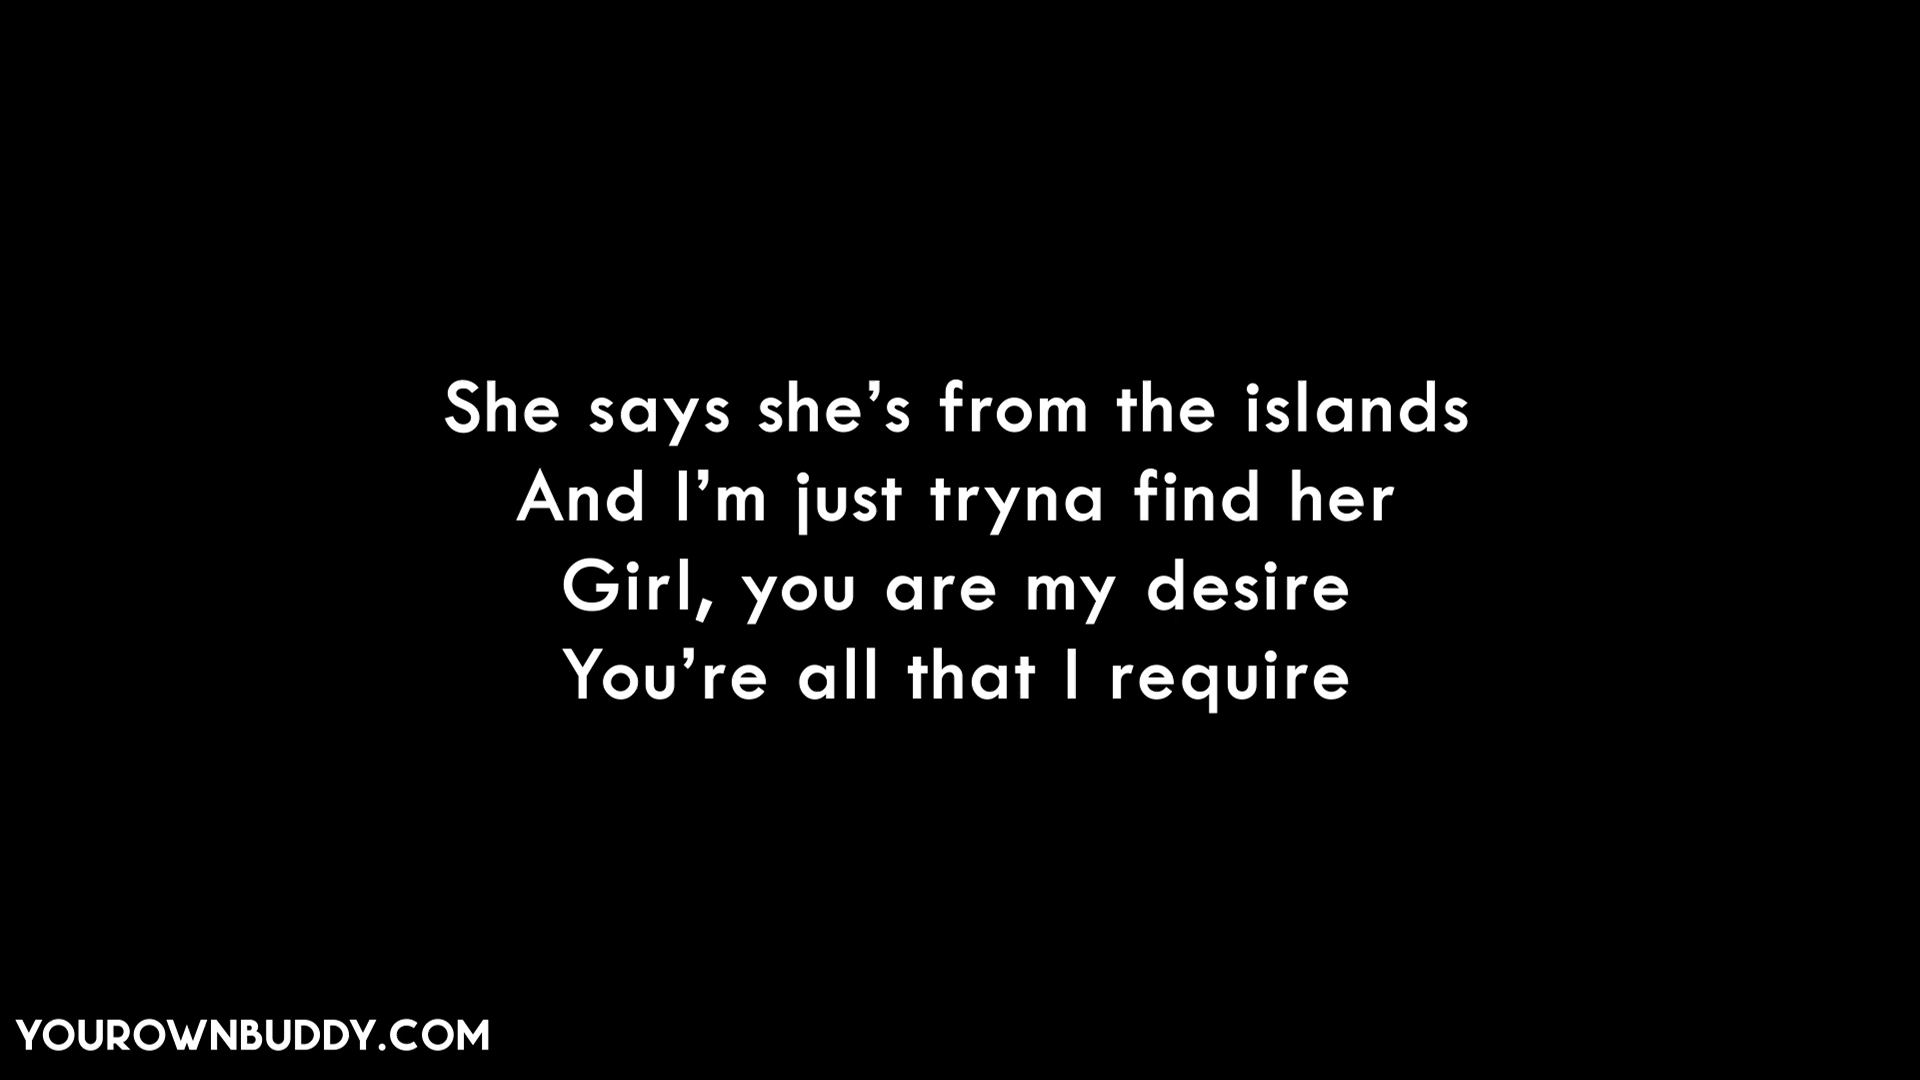 She says she’s from the islands
And I’m just tryna find her
Girl, you are my desire
You’re all that I require
YOUROWNBUDDY.COM